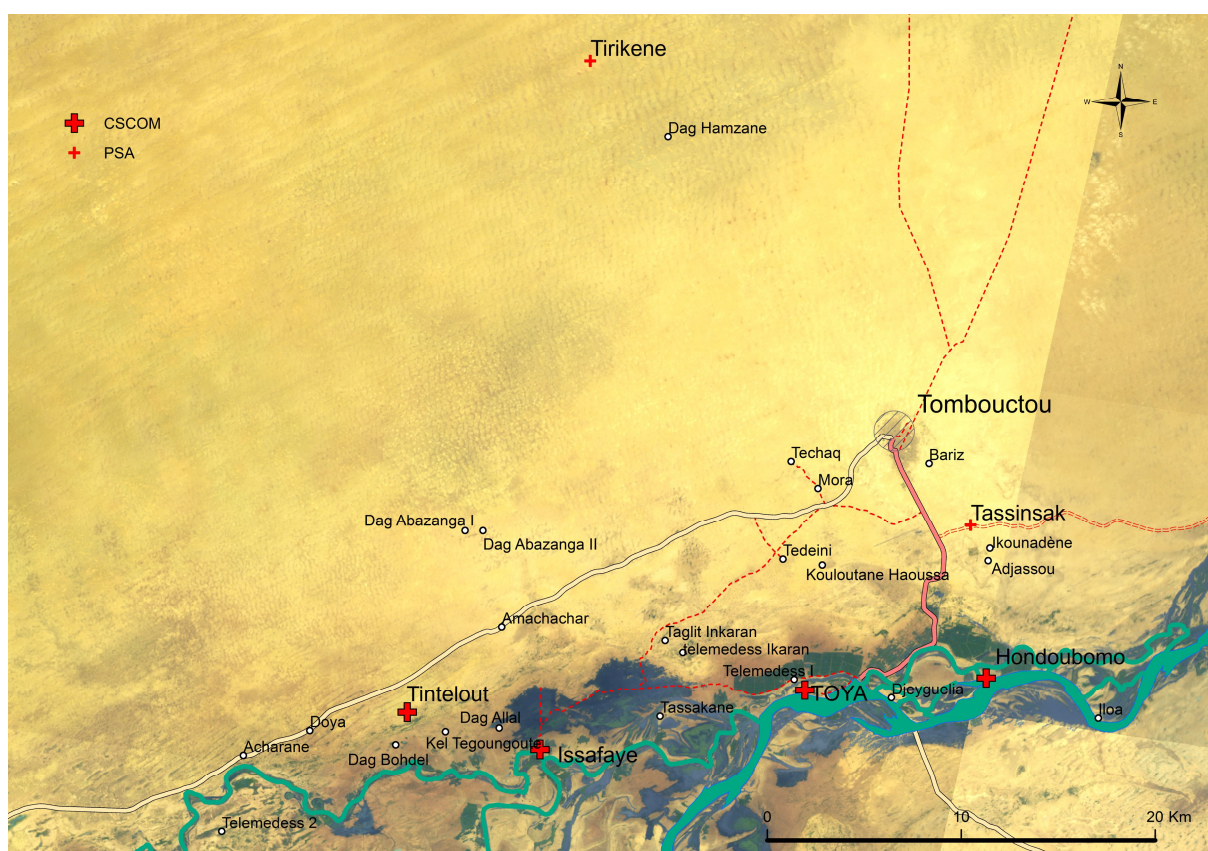 Tirikene
N
W E
S
CSCOM
Dag Hamzane
PSA
Tombouctou
Techaq
Bariz
Mora
Dag Abazanga I
Tassinsak
Dag Abazanga II
Ikounadène
Tedeini
Kouloutane Haoussa
Adjassou
Amachachar
Taglit Inkaran
telemedess Ikaran
Hondoubomo
Telemedess I
Tintelout
TOYA
Djeyguelia
Iloa
Doya
Dag Allal
Tassakane
Acharane
Kel Tegoungoute
Dag Bohdel
Issafaye
Telemedess 2
0 10 20 Km